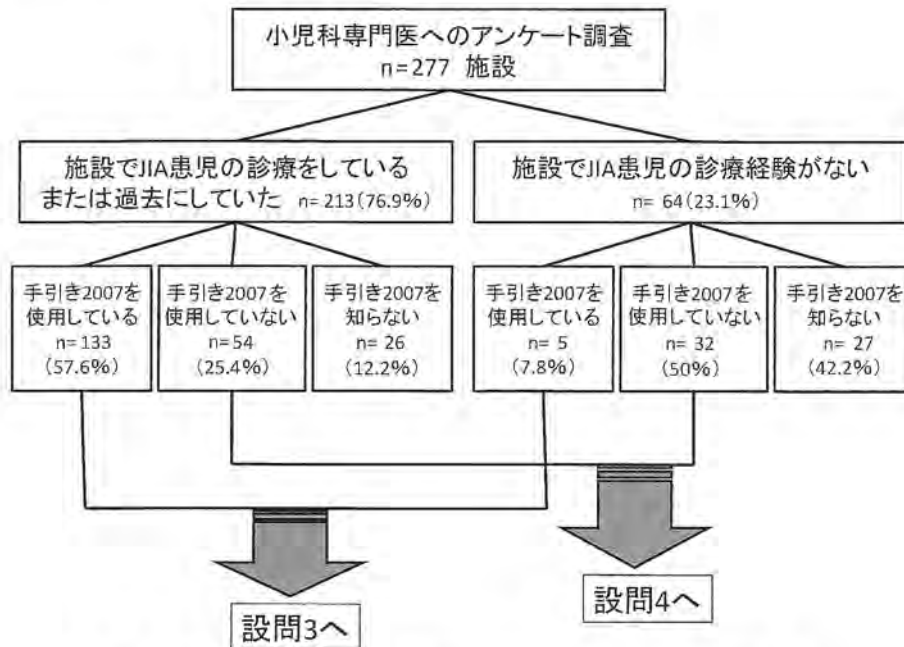 小児科専門医へのアンケート調査
n=277 施設
施設でJIA患児の診療をしている
または過去にしていた n= 213(76.9%)
施設でJIA患児の診療経験がない
n= 64(23.1%)
手引き2007を
使用している
n= 133
(57.6%)
手引き2007を
使用していない
n= 54
(25.4%)
手引き2007を
知らない
n= 26
(12.2%)
手引き2007を
使用している
n= 5
(7.8%)
手引き2007を
使用していない
n= 32
(50%)
手引き2007を
知らない
n= 27
(42.2%)
設問4へ
設問3へ